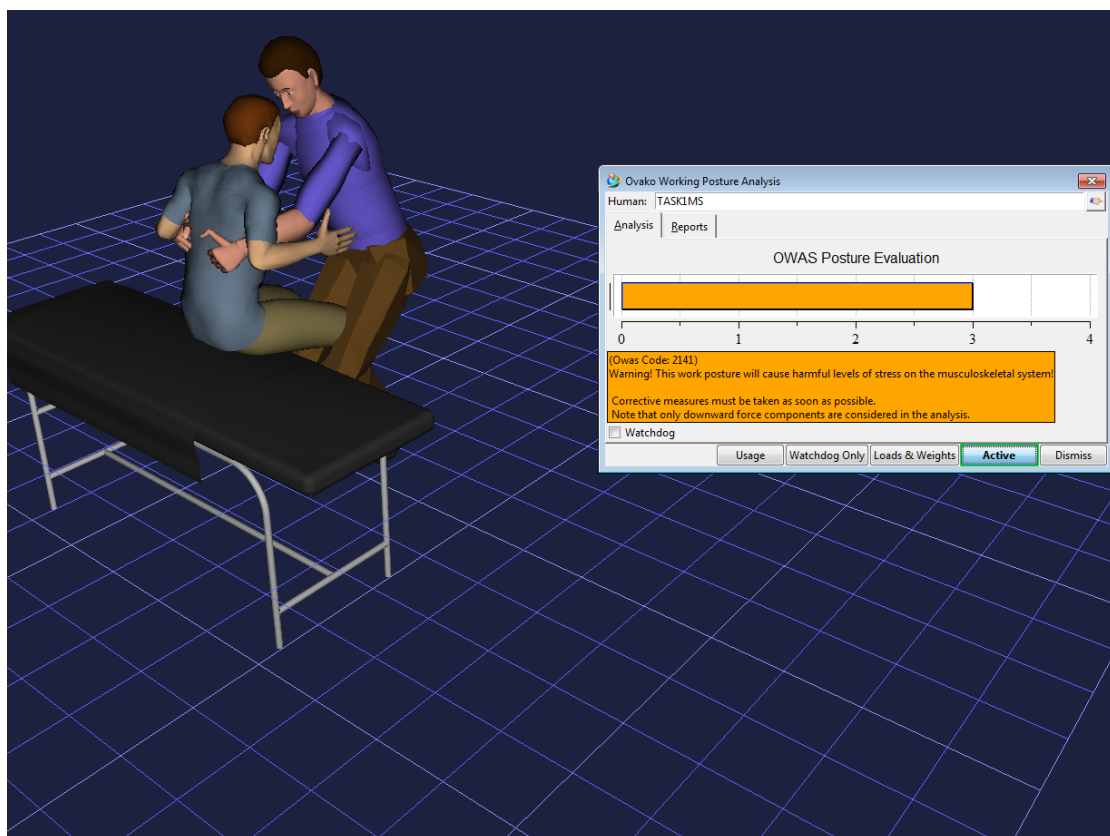 Ovako Working Posture Analysis
Human: TASK1MS
Analysis Reports
OWAS Posture Evaluation
0 1 2 3 4
(Owas Code: 2141)
Warning! This work posture will cause harmful levels of stress on the musculoskeletal system!
Corrective measures must be taken as soon as possible.
Note that only downward force components are considered in the analysis.
Watchdog
Usage Watchdog Only Loads & Weights Active Dismiss